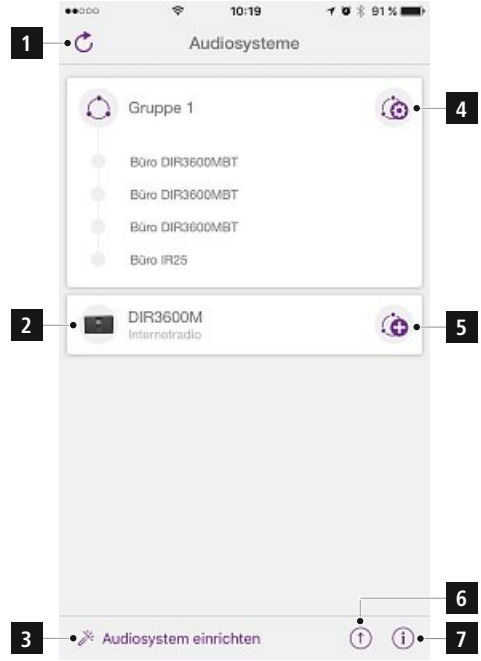 10:19
91 %
1
Audiosysteme
Gruppe 1
4
Büro DIR3600MBT
Büro DIR3600MBT
Büro DIR3600MBT
Büro IR25
2
DIR3600M
Internetradio
5
6
3
Audiosystem einrichten
7